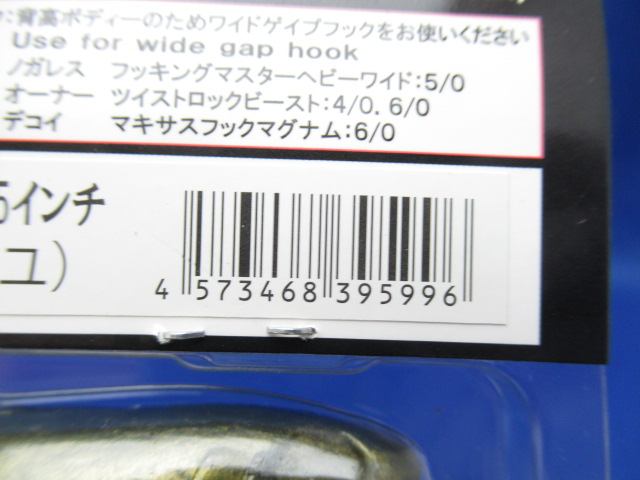 :背高ボディーのためワイドゲイプフックをお使いください
Use for wide gap hook
ノガレス フッキングマスターヘビーワイド:5/0
オーナー ツイストロックビースト:4/0. 6/0
デコイ マキサスフックマグナム:6/0
5インチ
ユ)
4 573468 395996